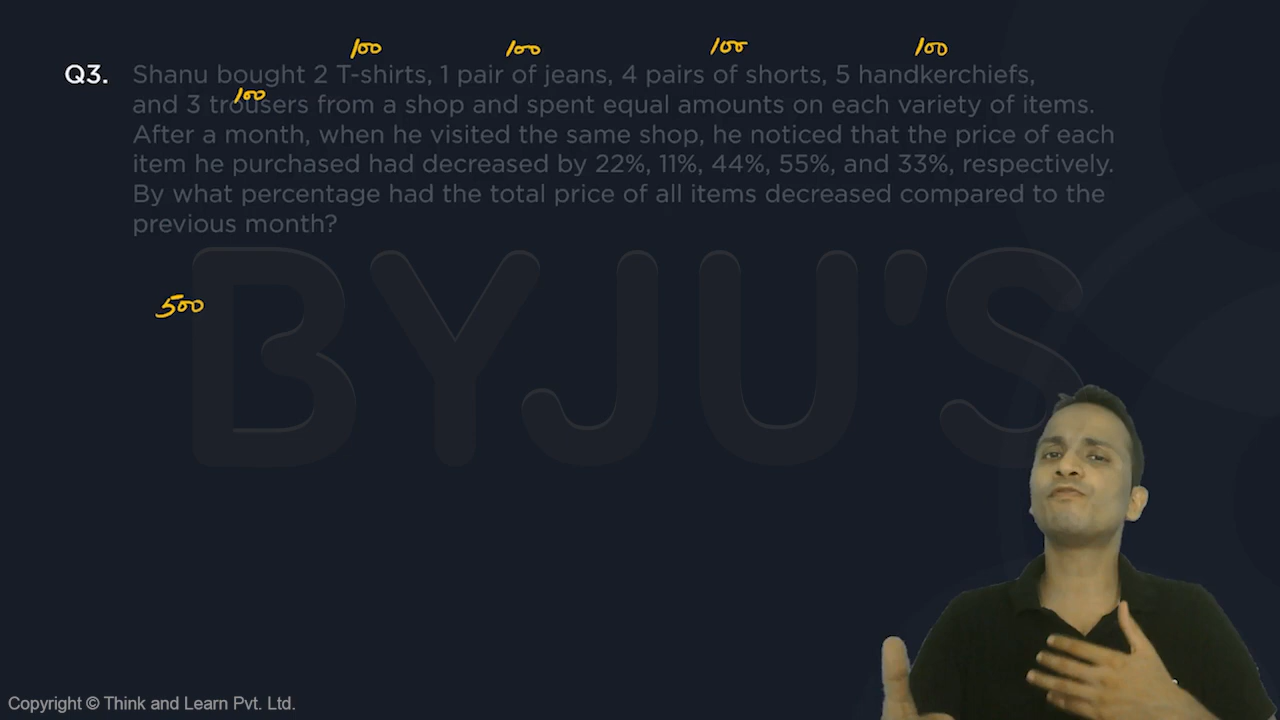 100 100 100 100
Q3. Shanu bought 2 T-shirts, 1 pair of jeans, 4 pairs of shorts, 5 handkerchiefs,
100
and 3 trousers from a shop and spent equal amounts on each variety of items.
After a month, when he visited the same shop, he noticed that the price of each
item he purchased had decreased by 22%, 11%, 44%, 55%, and 33%, respectively.
By what percentage had the total price of all items decreased compared to the
previous month?
BYJU'S
500
Copyright © Think and Learn Pvt. Ltd.